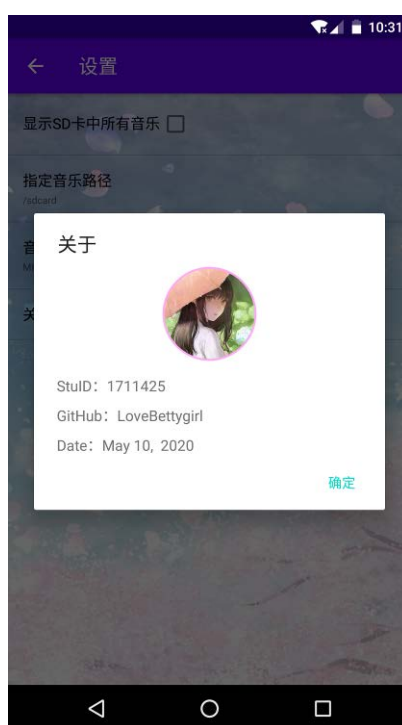 10:31
设置
显示SD卡中所有音乐
指定音乐路径
/sdcard
音
关于
StuID：1711425
GitHub：LoveBettygirl
Date：May 10, 2020
确定